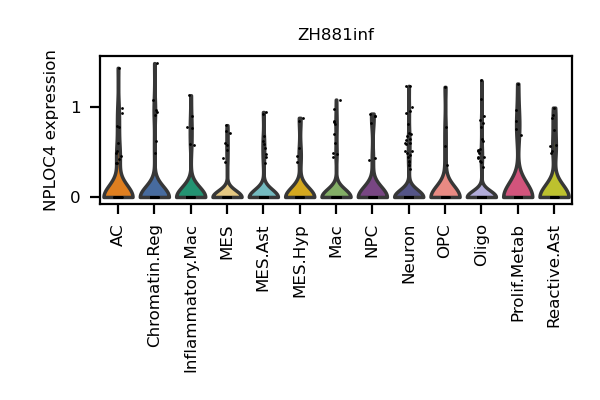 ZH881inf
NPLOC4 expression
1
0
AC
Chromatin.Reg
Inflammatory.Mac
MES
MES.Ast
MES.Hyp
Mac
NPC
Neuron
OPC
Oligo
Prolif.Metab
Reactive.Ast